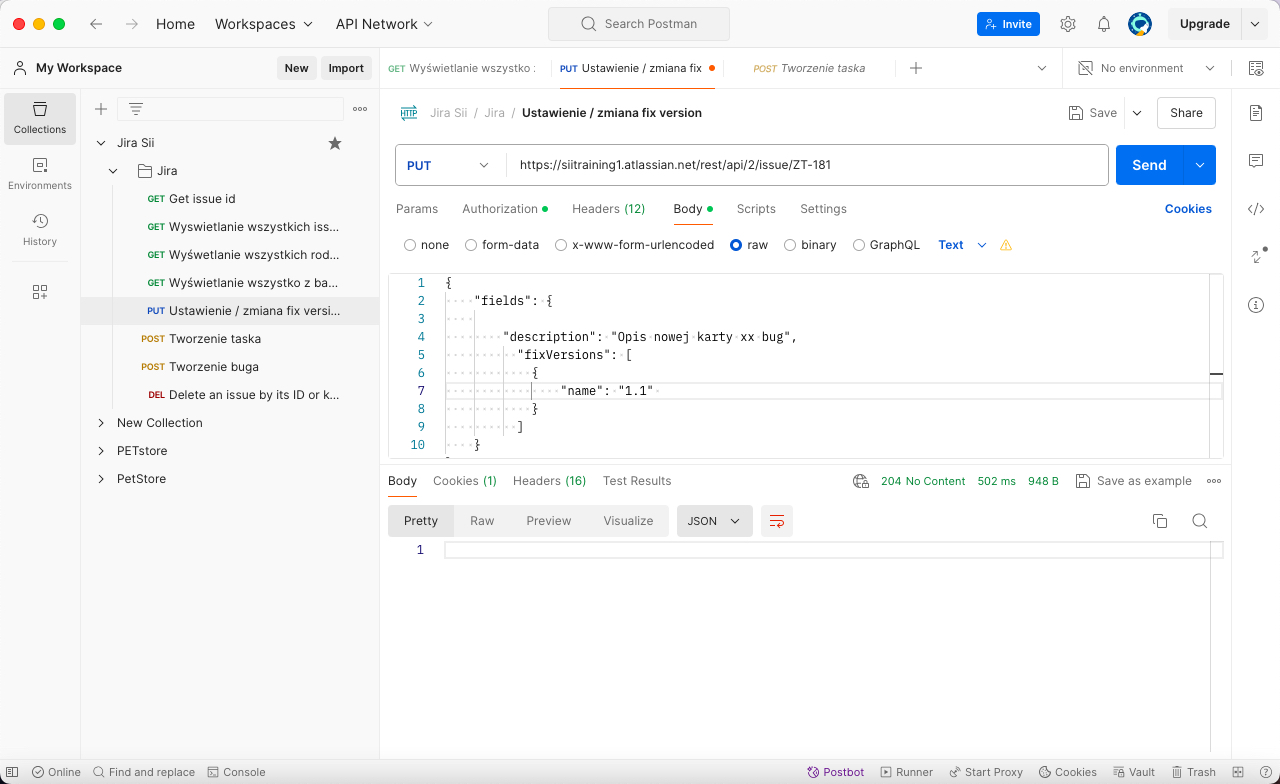 Home Workspaces API Network Search Postman Invite Upgrade
My Workspace New Import
GET Wyświetlanie wszystko : PUT Ustawienie / zmiana fix POST Tworzenie taska No environment
Collections
Environments
History
Jira Sii
Jira
GET Get issue id
GET Wyswietlanie wszystkich iss...
GET Wyśwetlanie wszystkich rod...
GET Wyświetlanie wszystko z ba...
PUT Ustawienie / zmiana fix versi...
POST Tworzenie taska
POST Tworzenie buga
DEL Delete an issue by its ID or k...
New Collection
PETstore
PetStore
HTTP Jira Sii / Jira / Ustawienie / zmiana fix version Save Share
PUT https://siitraining1.atlassian.net/rest/api/2/issue/ZT-181 Send
Params Authorization Headers (12) Body Scripts Settings Cookies
none form-data x-www-form-urlencoded raw binary GraphQL Text
1 {
2 "fields": {
3
4 "description": "Opis nowej karty xx bug",
5 "fixVersions": [
6 {
7 "name": "1.1"
8 }
9 ]
10 }
Body Cookies (1) Headers (16) Test Results 204 No Content 502 ms 948 B Save as example
Pretty Raw Preview Visualize JSON
1
Online Find and replace Console Postbot Runner Start Proxy Cookies Vault Trash